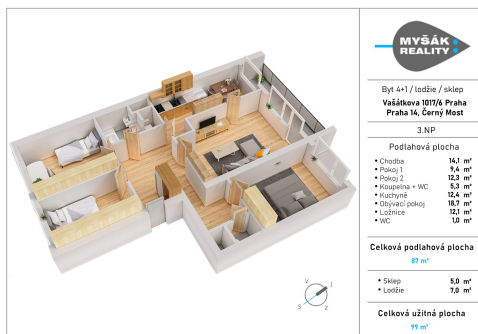 MYŠÁK
REALITY
Byt 4+1 / lodžie / sklep
Vašátkova 1017/6 Praha
Praha 14, Černý Most
3.NP
Podlahová plocha
• Chodba 14,1 m²
• Pokoj 1 9,4 m²
• Pokoj 2 12,3 m²
• Koupelna + WC 5,3 m²
• Kuchyně 12,4 m²
• Obývací pokoj 18,7 m²
• Ložnice 12,1 m²
• WC 1,0 m²
Celková podlahová plocha
87 m²
• Sklep 5,0 m²
• Lodžie 7,0 m²
Celková užitná plocha
99 m²
V
J
S
Z